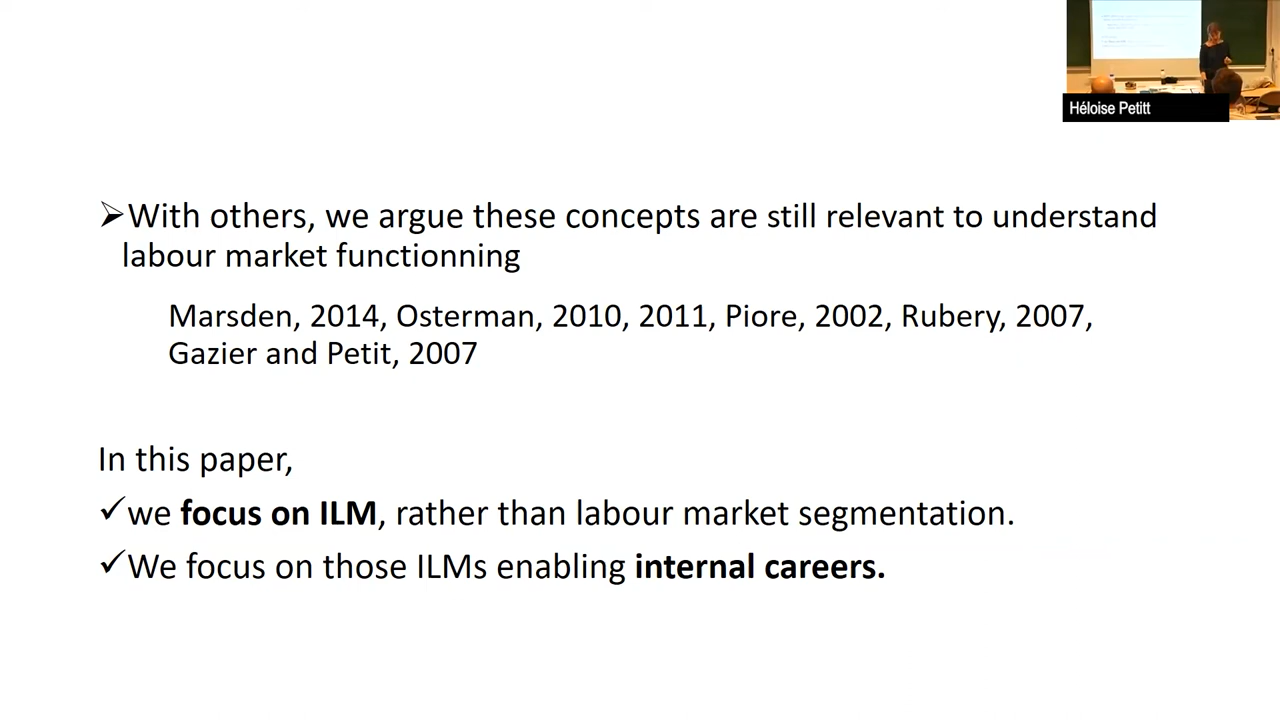 Héloise Petitt
➢With others, we argue these concepts are still relevant to understand
labour market functionning
Marsden, 2014, Osterman, 2010, 2011, Piore, 2002, Rubery, 2007,
Gazier and Petit, 2007
In this paper,
✓we focus on ILM, rather than labour market segmentation.
✓We focus on those ILMs enabling internal careers.